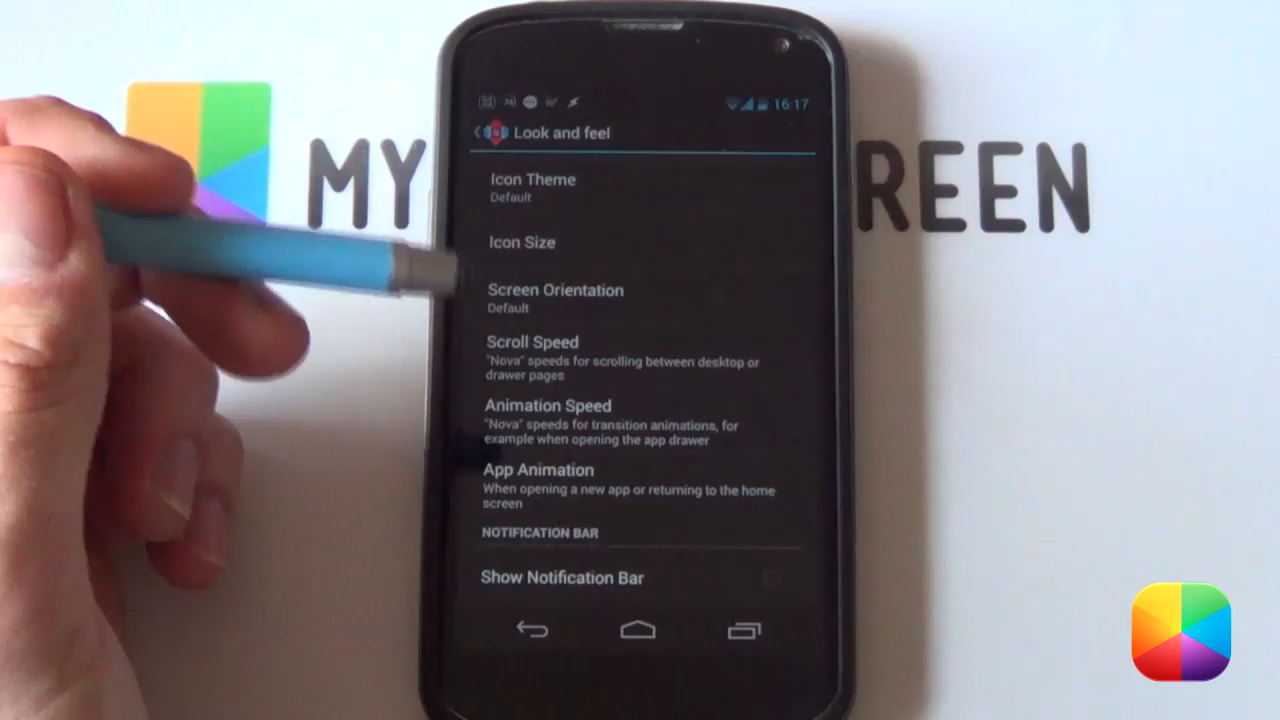 MY
REEN
16:17
Look and feel
Icon Theme
Default
Icon Size
Screen Orientation
Default
Scroll Speed
"Nova" speeds for scrolling between desktop or
drawer pages
Animation Speed
"Nova" speeds for transition animations, for
example when opening the app drawer
App Animation
When opening a new app or returning to the home
screen
NOTIFICATION BAR
Show Notification Bar